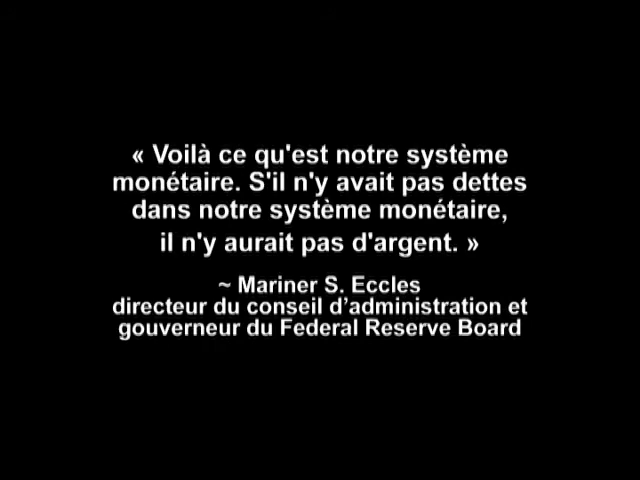 « Voilà ce qu'est notre système
monétaire. S'il n'y avait pas dettes
dans notre système monétaire,
il n'y aurait pas d'argent. »
~ Mariner S. Eccles
directeur du conseil d’administration et
gouverneur du Federal Reserve Board